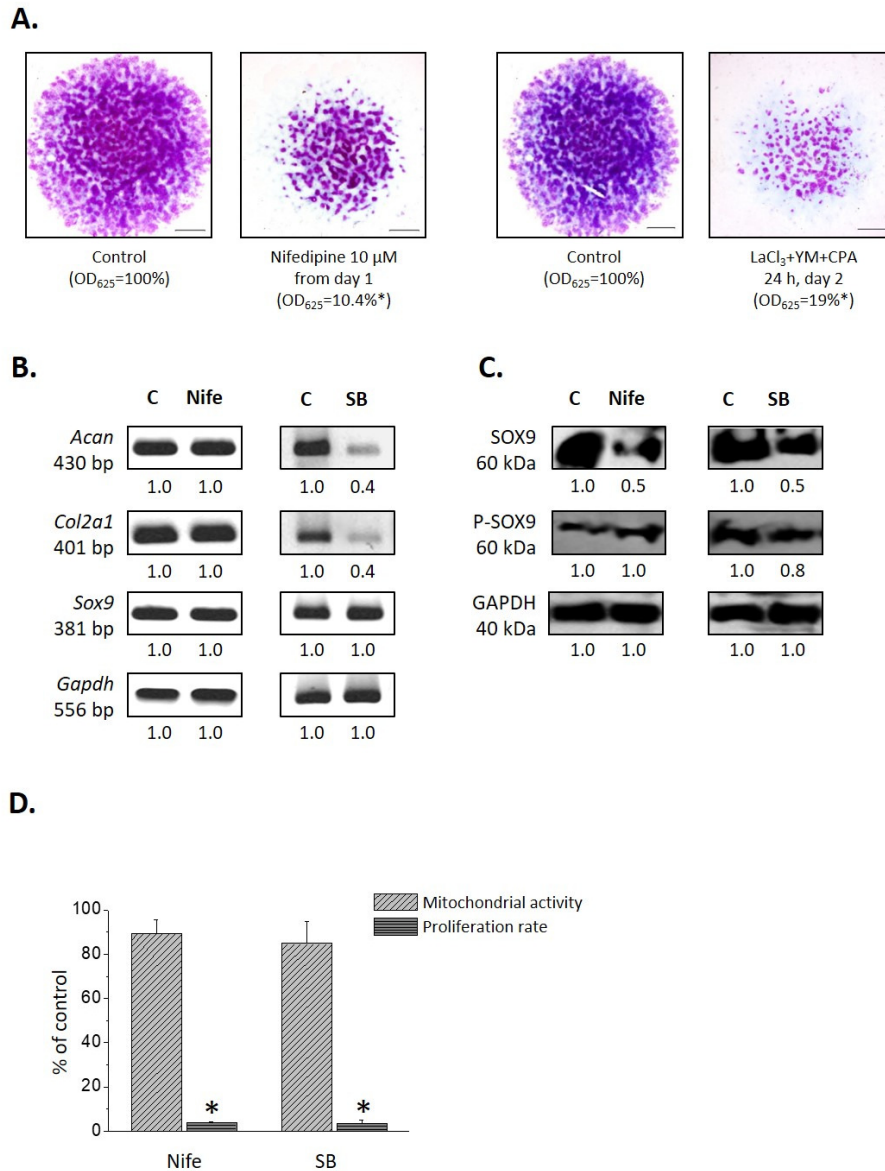 A.
Control
(OD₆₂₅=100%)
Nifedipine 10 µM
from day 1
(OD₆₂₅=10.4%*)
Control
(OD₆₂₅=100%)
LaCl₃+YM+CPA
24 h, day 2
(OD₆₂₅=19%*)
B.
C Nife C SB
Acan
430 bp
1.0 1.0 1.0 0.4
Col2a1
401 bp
1.0 1.0 1.0 0.4
Sox9
381 bp
1.0 1.0 1.0 1.0
Gapdh
556 bp
1.0 1.0 1.0 1.0
C.
C Nife C SB
SOX9
60 kDa
1.0 0.5 1.0 0.5
P-SOX9
60 kDa
1.0 1.0 1.0 0.8
GAPDH
40 kDa
1.0 1.0 1.0 1.0
D.
Mitochondrial activity
Proliferation rate
% of control
100
80
60
40
20
0
* *
Nife SB